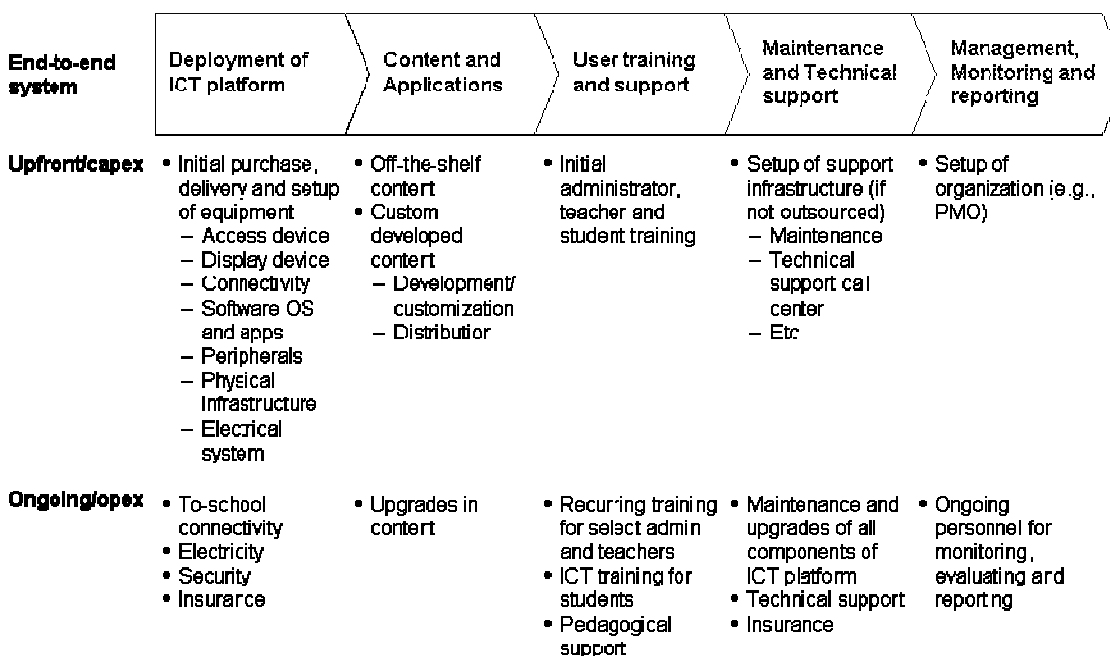 End-to-end
system
Deployment of
ICT platform
Content and
Applications
User training
and support
Maintenance
and Technical
support
Management,
Monitoring and
reporting
Upfront/capex
• Initial purchase,
delivery and setup
of equipment
– Access device
– Display device
– Connectivity
– Software OS
and apps
– Peripherals
– Physical
Infrastructure
– Electrical
system
• Off-the-shelf
content
• Custom
developed
content
– Development/
customization
– Distribution
• Initial
administrator,
teacher and
student training
• Setup of support
infrastructure (if
not outsourced)
– Maintenance
– Technical
support call
center
– Etc
• Setup of
organization (e.g.,
PMO)
Ongoing/opex
• To-school
connectivity
• Electricity
• Security
• Insurance
• Upgrades in
content
• Recurring training
for select admin
and teachers
• ICT training for
students
• Pedagogical
support
• Maintenance and
upgrades of all
components of
ICT platform
• Technical support
• Insurance
• Ongoing
personnel for
monitoring,
evaluating and
reporting